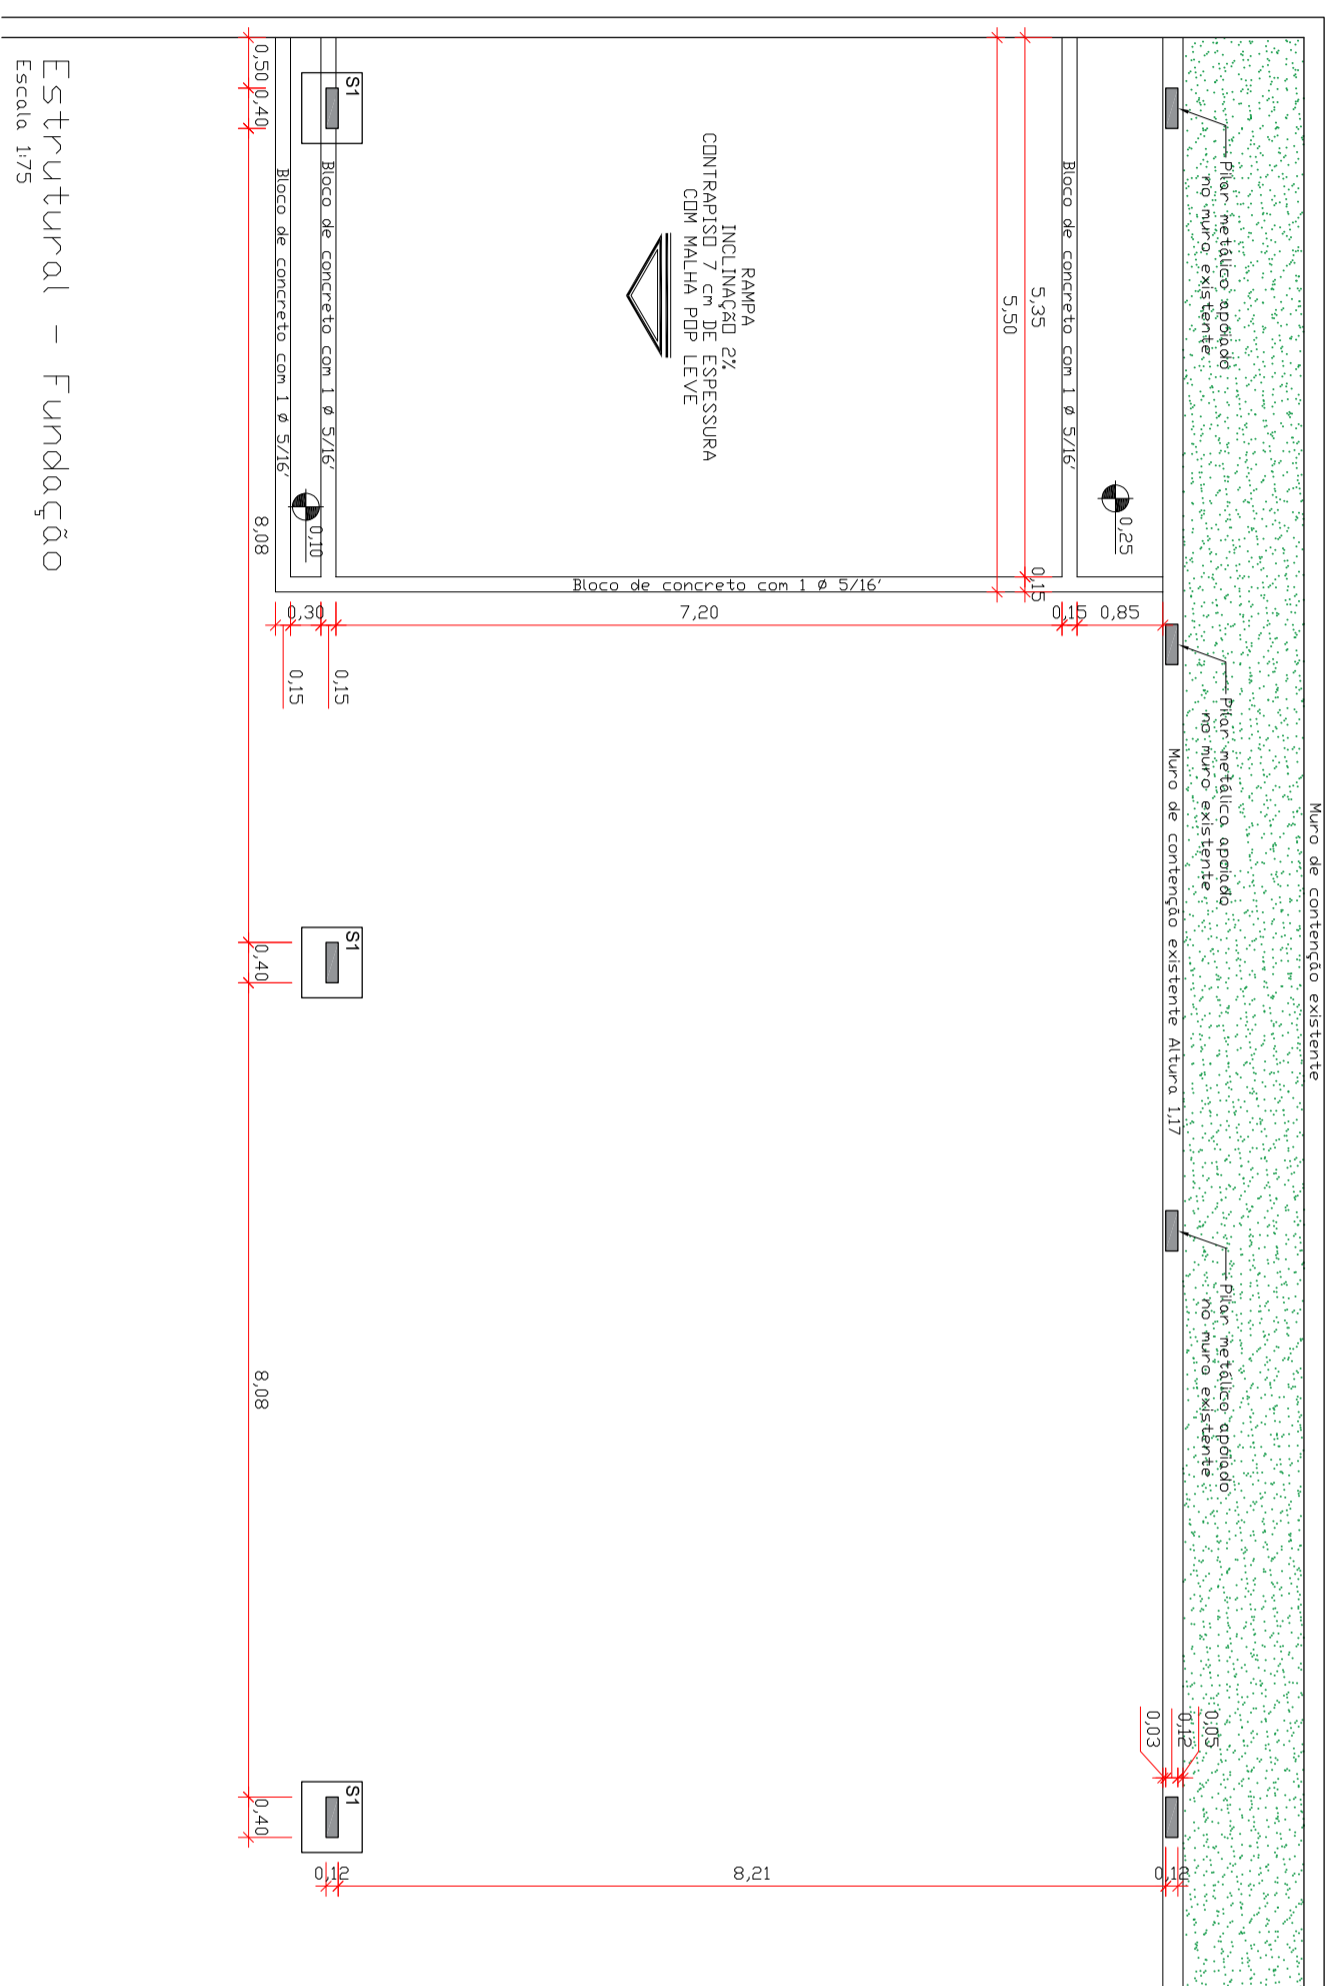 Muro de contenção existente
Pilar metálico apoiado
no muro existente
Pilar metálico apoiado
no muro existente
Pilar metálico apoiado
no muro existente
Muro de contenção existente Altura 1,17
0,05
0,12
0,03
0,25
0,85
0,15
Bloco de concreto com 1 Ø 5/16'
0,15
5,35
5,50
Bloco de concreto com 1 Ø 5/16'
7,20
RAMPA
INCLINAÇÃO 2%
CONTRAPISO 7 cm DE ESPESSURA
COM MALHA POP LEVE
0,12
8,21
0,12
S1
S1
S1
Bloco de concreto com 1 Ø 5/16'
0,10
0,30
0,15
0,15
Bloco de concreto com 1 Ø 5/16'
0,50
0,40
8,08
0,40
8,08
0,40
Estrutural - Fundação
Escala 1:75